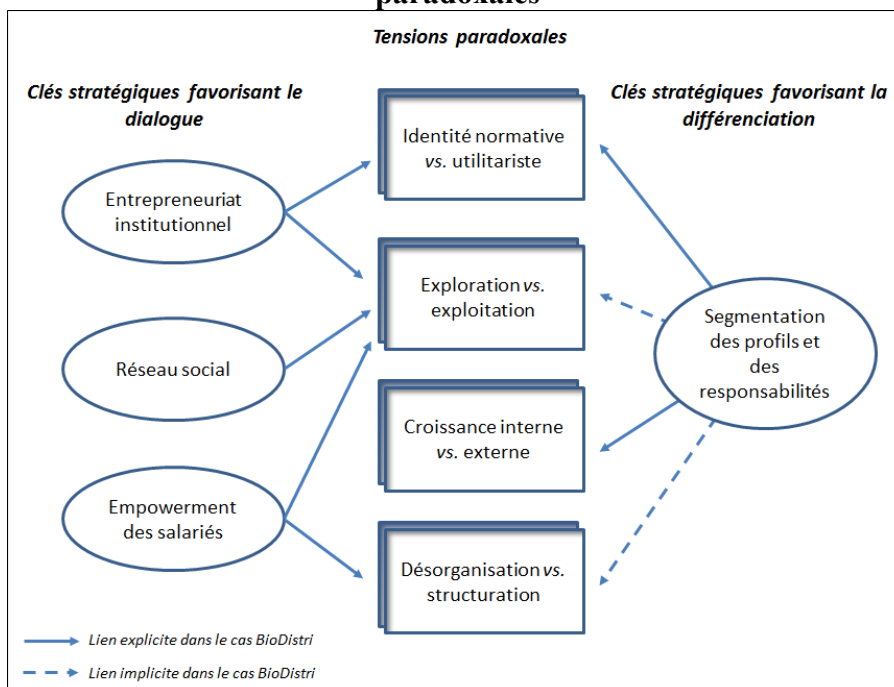 paradoxales
Tensions paradoxales
Clés stratégiques favorisant le
dialogue
Clés stratégiques favorisant la
différenciation
Identité normative
vs. utilitariste
Entrepreneuriat
institutionnel
Exploration vs.
exploitation
Segmentation
des profils et
des
responsabilités
Réseau social
Croissance interne
vs. externe
Empowerment
des salariés
Désorganisation vs.
structuration
Lien explicite dans le cas BioDistri
Lien implicite dans le cas BioDistri